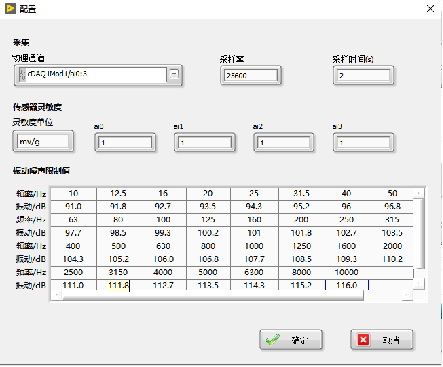 配置
采集
物理通道 采样率 采样时间(s)
25600 2
传感器灵敏度
灵敏度单位 ai0 ai1 ai2 ai3
mv/g 1 1 1 1
振动噪声限制值
频率/Hz 10 12.5 16 20 25 31.5 40 50
振动/dB 91.0 91.8 92.7 93.5 94.3 95.2 96 96.8
频率/Hz 63 80 100 125 160 200 250 315
振动/dB 97.7 98.5 99.3 100.2 101 101.8 102.7 103.5
频率/Hz 400 500 630 800 1000 1250 1600 2000
振动/dB 104.3 105.2 106.0 106.8 107.7 108.5 109.3 110.2
频率/Hz 2500 3150 4000 5000 6300 8000 10000
振动/dB 111.0 111.8 112.7 113.5 114.3 115.2 116.0
确定 取消